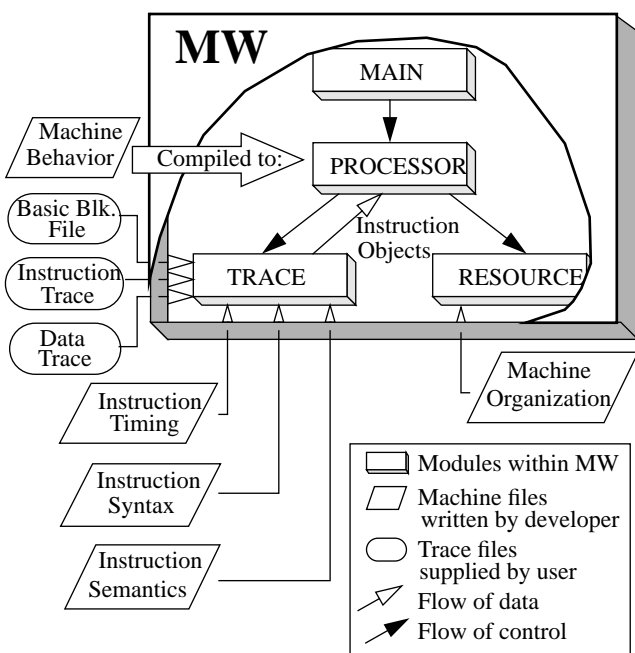 MW
MAIN
Machine
Behavior
Compiled to:
PROCESSOR
Basic Blk.
File
Instruction
Objects
Instruction
Trace
TRACE
RESOURCE
Data
Trace
Instruction
Timing
Machine
Organization
Instruction
Syntax
Instruction
Semantics
Modules within MW
Machine files
written by developer
Trace files
supplied by user
Flow of data
Flow of control